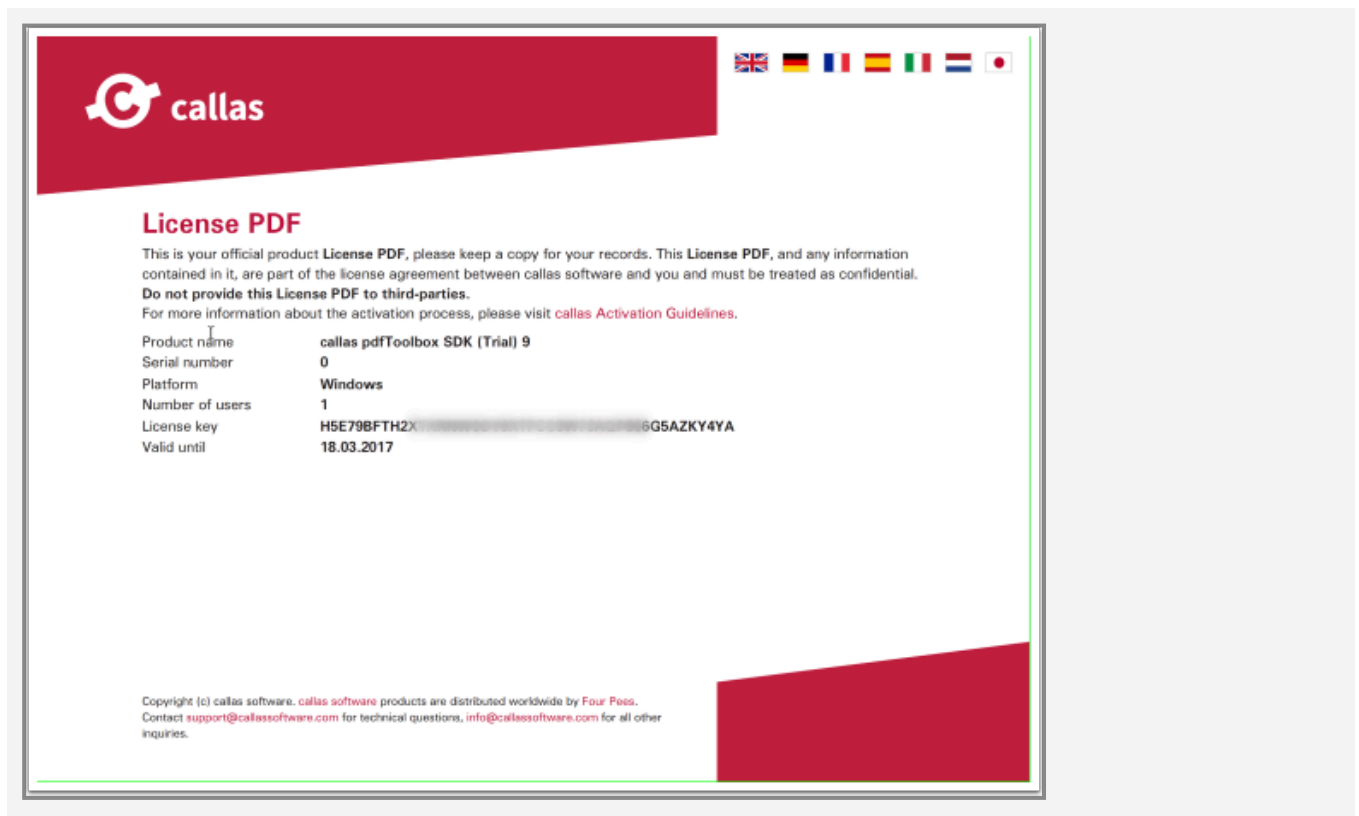 callas
License PDF
This is your official product License PDF, please keep a copy for your records. This License PDF, and any information
contained in it, are part of the license agreement between callas software and you and must be treated as confidential.
Do not provide this License PDF to third-parties.
For more information about the activation process, please visit callas Activation Guidelines.
Product name callas pdfToolbox SDK (Trial) 9
Serial number 0
Platform Windows
Number of users 1
License key
Valid until 18.03.2017
Copyright (c) callas software. callas software products are distributed worldwide by Four Pees.
Contact support@callassoftware.com for technical questions, info@callassoftware.com for all other
inquiries.